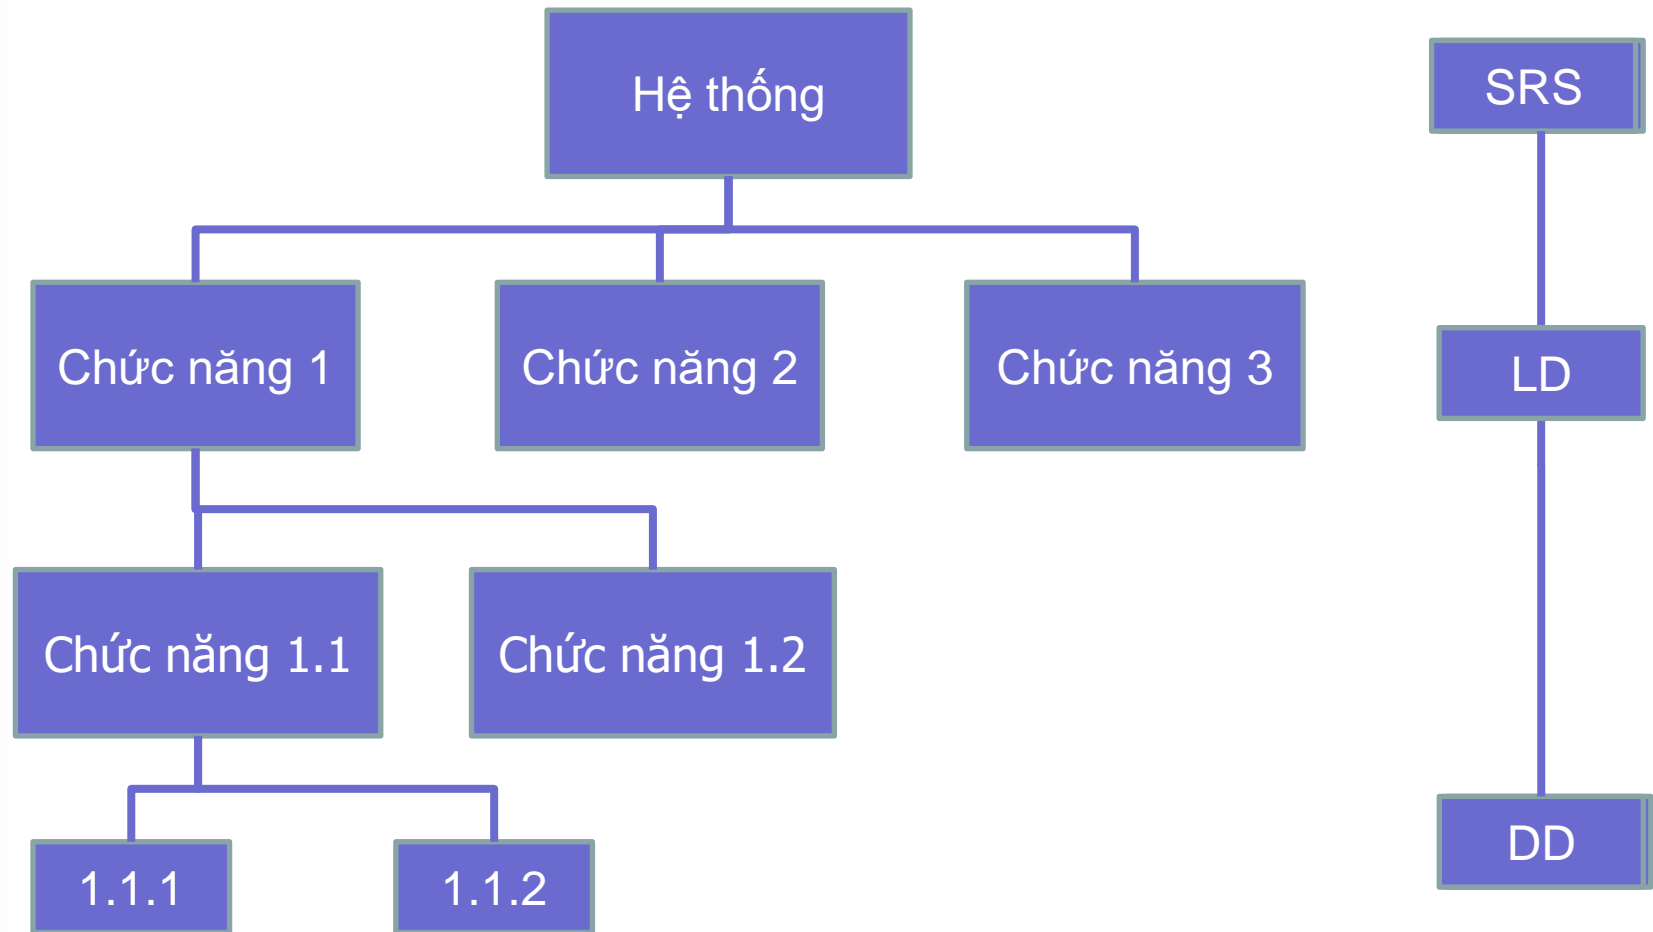 Hệ thống
SRS
Chức năng 1
Chức năng 2
Chức năng 3
LD
Chức năng 1.1
Chức năng 1.2
DD
1.1.1
1.1.2